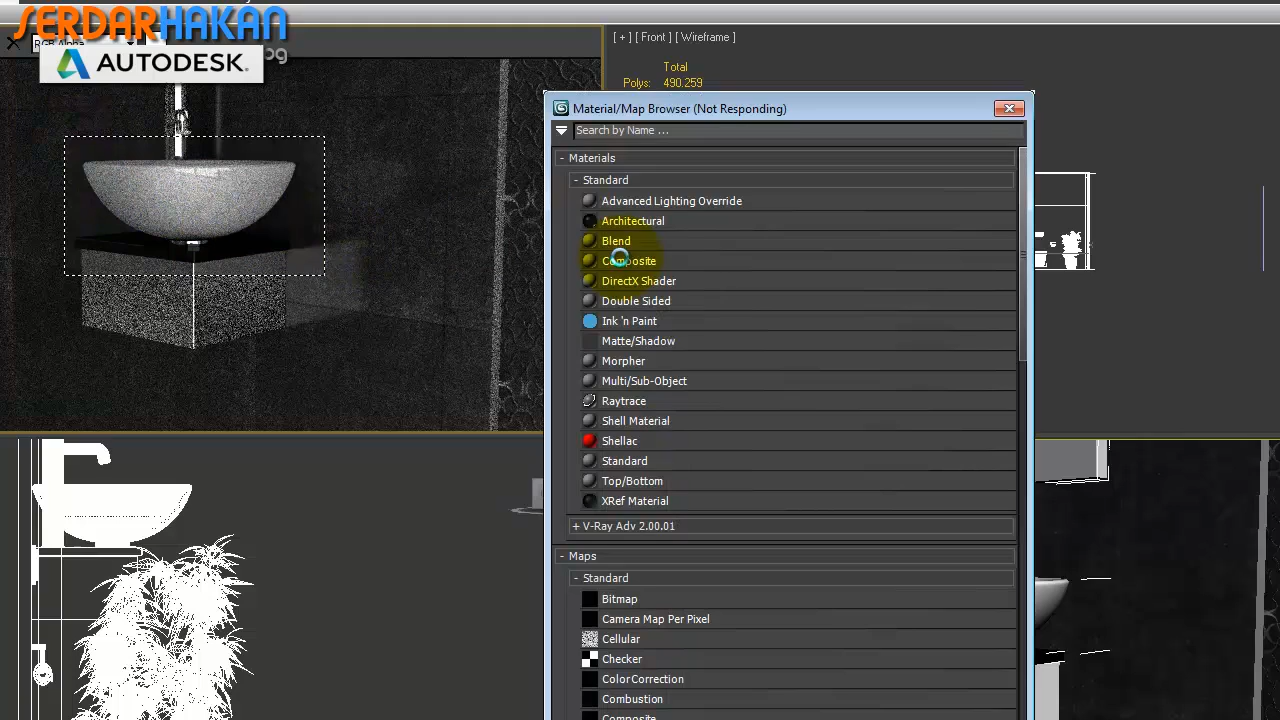 SERDARHAKAN
AUTODESK.
og
[ + ] [ Front ] [ Wireframe ]
Total
Polys: 490.259
Material/Map Browser (Not Responding)
Search by Name ...
- Materials
- Standard
Advanced Lighting Override
Architectural
Blend
Composite
DirectX Shader
Double Sided
Ink 'n Paint
Matte/Shadow
Morpher
Multi/Sub-Object
Raytrace
Shell Material
Shellac
Standard
Top/Bottom
XRef Material
+ V-Ray Adv 2.00.01
- Maps
- Standard
Bitmap
Camera Map Per Pixel
Cellular
Checker
ColorCorrection
Combustion
Composite